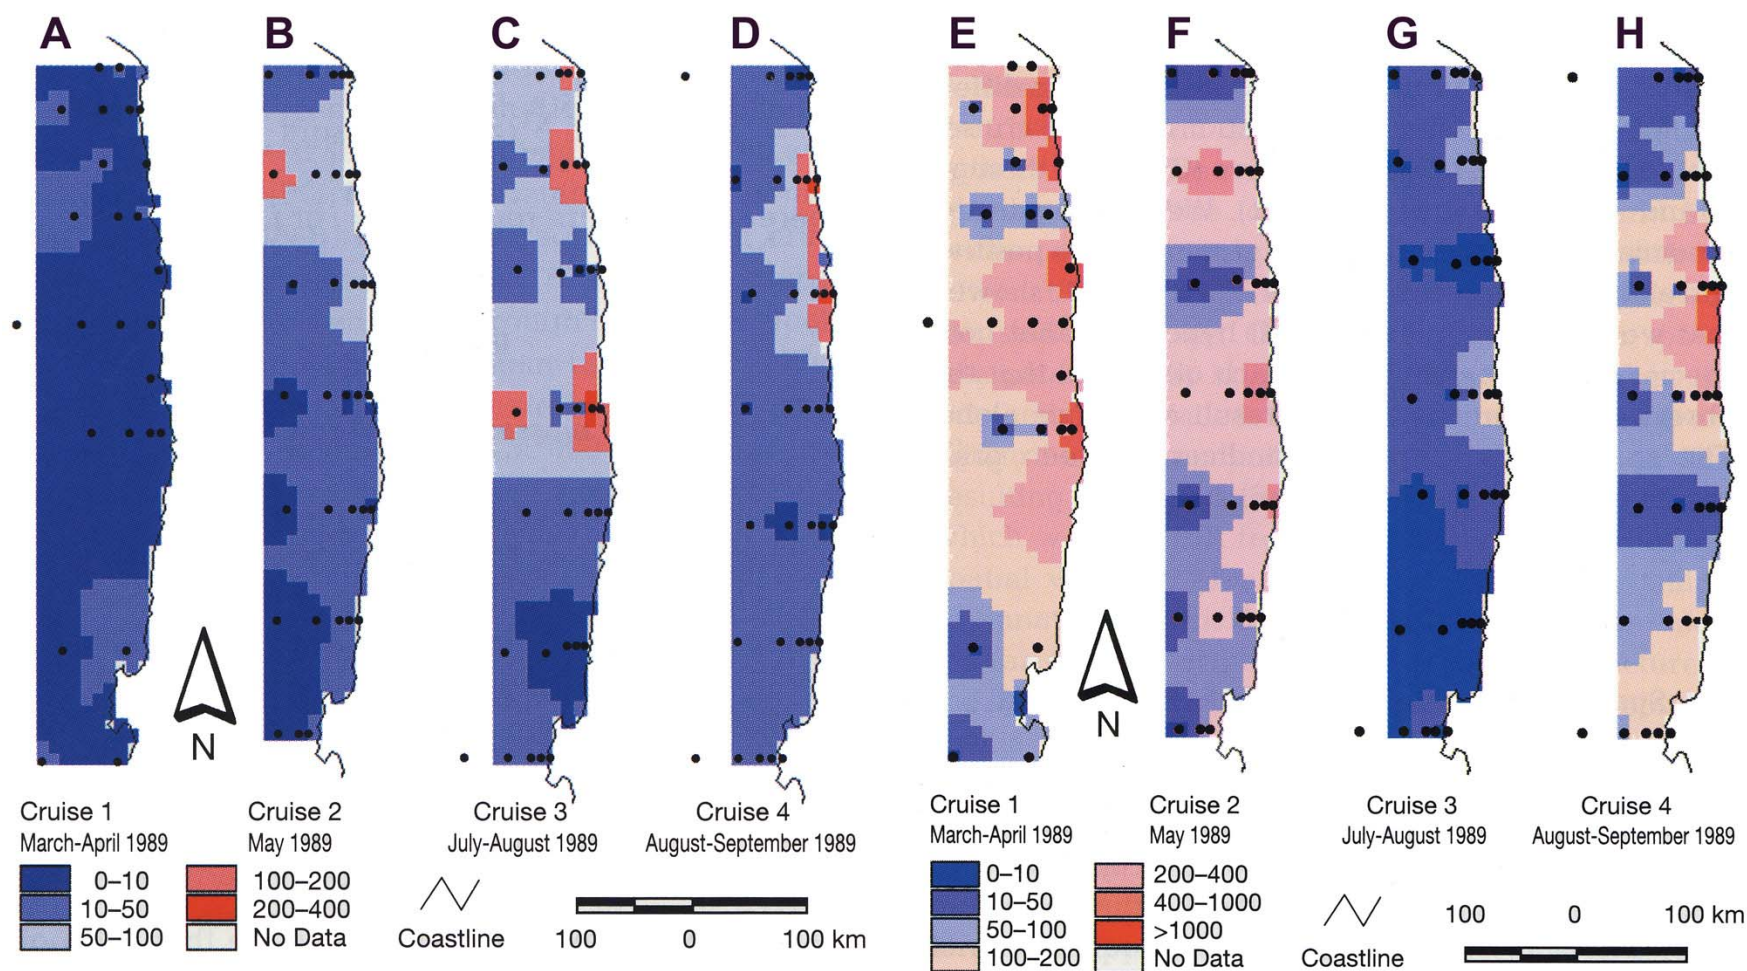 A B C D E F G H
N N
Cruise 1 Cruise 2 Cruise 3 Cruise 4 Cruise 1 Cruise 2 Cruise 3 Cruise 4
March-April 1989 May 1989 July-August 1989 August-September 1989 March-April 1989 May 1989 July-August 1989 August-September 1989
0–10 100–200 0–10 200–400
10–50 200–400 10–50 400–1000
50–100 No Data 50–100 >1000
100–200 No Data
Coastline 100 0 100 km
Coastline 100 0 100 km